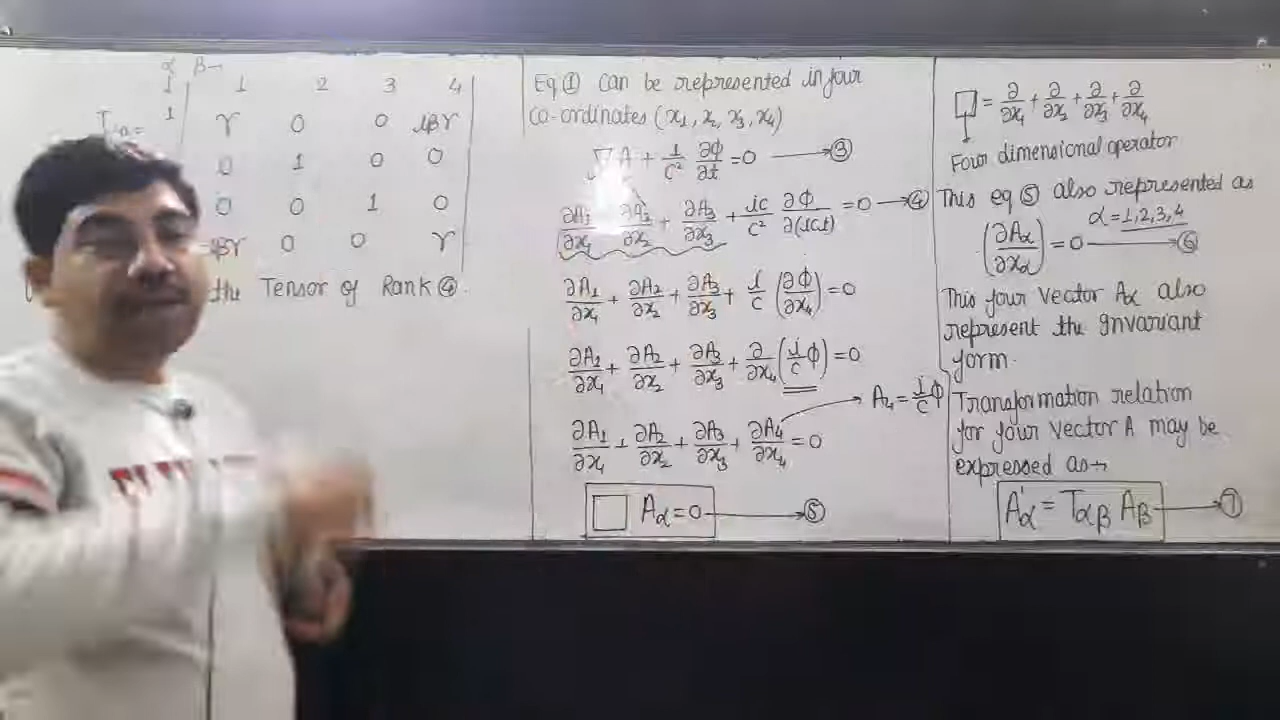 α β→
1 1 2 3 4
1 γ 0 0 iβγ
0 1 0 0
0 0 1 0
-iβγ 0 0 γ
the Tensor of Rank ④.
Eq ① can be represented in four
co-ordinates (x₁, x₂, x₃, x₄)
∇A + 1/c² ∂Φ/∂t = 0 → ③
∂A₁/∂x₁ ∂A₂/∂x₂ + ∂A₃/∂x₃ + ic/c² ∂Φ/∂(ict) = 0 → ④
∂A₁/∂x₁ + ∂A₂/∂x₂ + ∂A₃/∂x₃ + i/c (∂Φ/∂x₄) = 0
∂A₁/∂x₁ + ∂A₂/∂x₂ + ∂A₃/∂x₃ + ∂/∂x₄ (i/c Φ) = 0
A₄ = i/c Φ
∂A₁/∂x₁ + ∂A₂/∂x₂ + ∂A₃/∂x₃ + ∂A₄/∂x₄ = 0
□ Aα = 0 → ⑤
□ = ∂/∂x₁ + ∂/∂x₂ + ∂/∂x₃ + ∂/∂x₄
Four dimensional operator
This eq ⑤ also represented as
(∂Aα/∂xα) = 0 → ⑥ α = 1,2,3,4
This four vector Aα also
represent the Invariant
form.
Transformation relation
for four vector A may be
expressed as→
A'α = Tαβ Aβ → ⑦